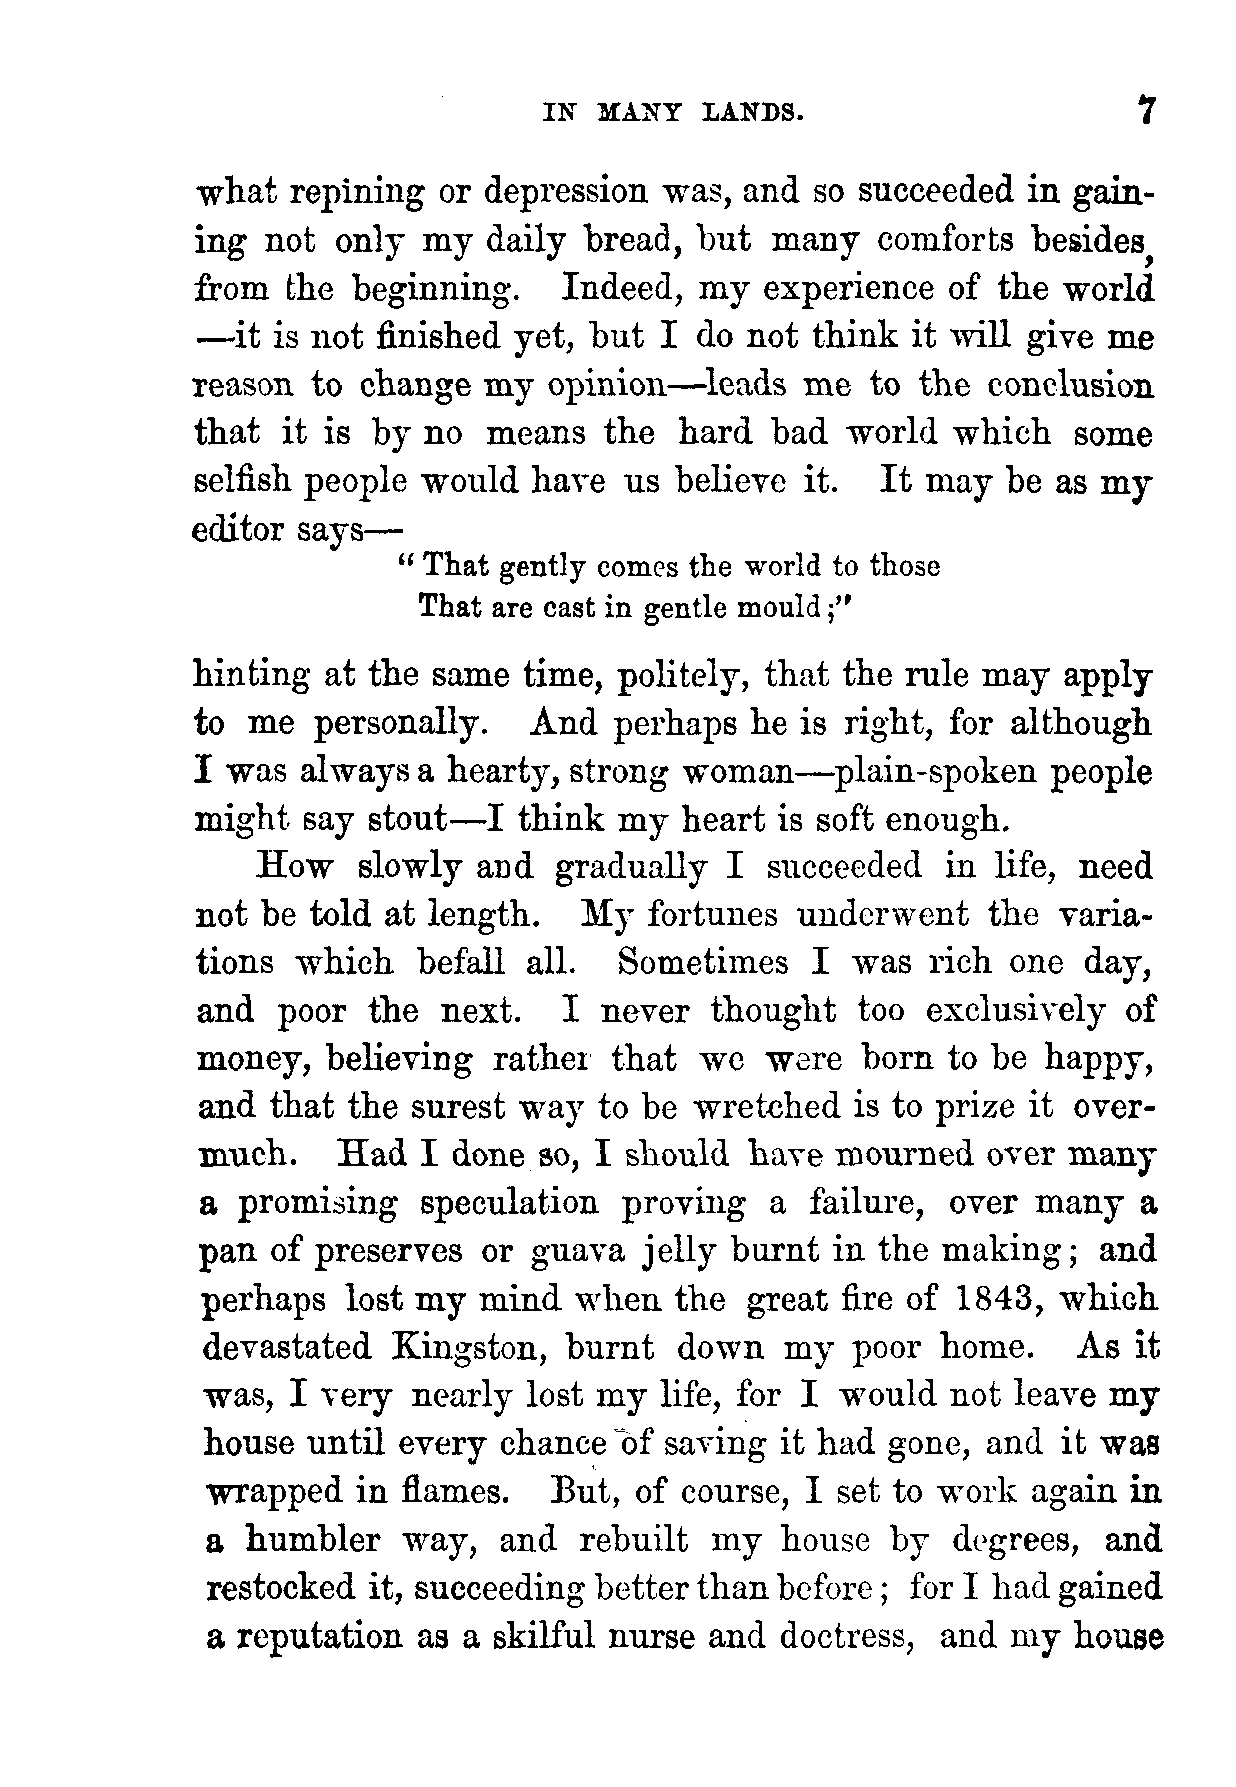 IN MANY LANDS. 7
what repining or depression was, and so succeeded in gain-
ing not only my daily bread, but many comforts besides,
from the beginning. Indeed, my experience of the world
—it is not finished yet, but I do not think it will give me
reason to change my opinion—leads me to the conclusion
that it is by no means the hard bad world which some
selfish people would have us believe it. It may be as my
editor says—
“That gently comes the world to those
That are cast in gentle mould;”
hinting at the same time, politely, that the rule may apply
to me personally. And perhaps he is right, for although
I was always a hearty, strong woman—plain-spoken people
might say stout—I think my heart is soft enough.
How slowly and gradually I succeeded in life, need
not be told at length. My fortunes underwent the varia-
tions which befall all. Sometimes I was rich one day,
and poor the next. I never thought too exclusively of
money, believing rather that we were born to be happy,
and that the surest way to be wretched is to prize it over-
much. Had I done so, I should have mourned over many
a promising speculation proving a failure, over many a
pan of preserves or guava jelly burnt in the making; and
perhaps lost my mind when the great fire of 1843, which
devastated Kingston, burnt down my poor home. As it
was, I very nearly lost my life, for I would not leave my
house until every chance of saving it had gone, and it was
wrapped in flames. But, of course, I set to work again in
a humbler way, and rebuilt my house by degrees, and
restocked it, succeeding better than before; for I had gained
a reputation as a skilful nurse and doctress, and my house